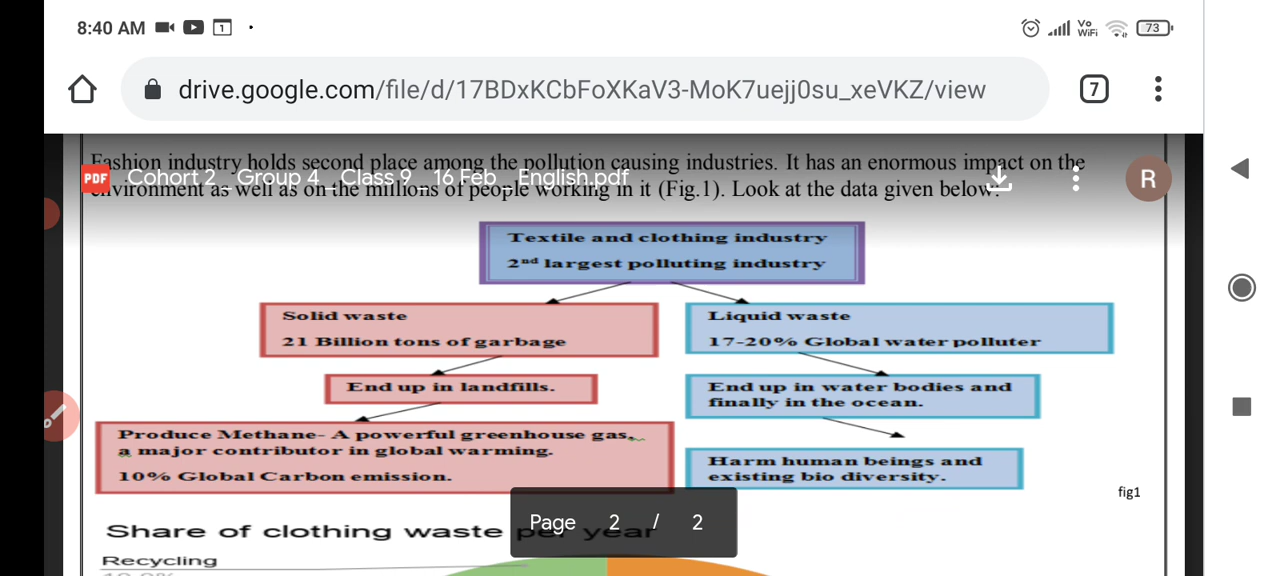 8:40 AM
1
Vo
WiFi
73
drive.google.com/file/d/17BDxKCbFoXKaV3-MoK7uejj0su_xeVKZ/view
7
Fashion industry holds second place among the pollution causing industries. It has an enormous impact on the
PDF
Cohort 2 _ Group 4 _ Class 9 _ 16 Feb _ English.pdf
R
environment as well as on the millions of people working in it (Fig.1). Look at the data given below:
Textile and clothing industry
2nd largest polluting industry
Solid waste
21 Billion tons of garbage
Liquid waste
17-20% Global water polluter
End up in landfills.
End up in water bodies and
finally in the ocean.
Produce Methane- A powerful greenhouse gas,
a major contributor in global warming.
10% Global Carbon emission.
Harm human beings and
existing bio diversity.
fig1
Share of clothing waste per year
Page 2 / 2
Recycling